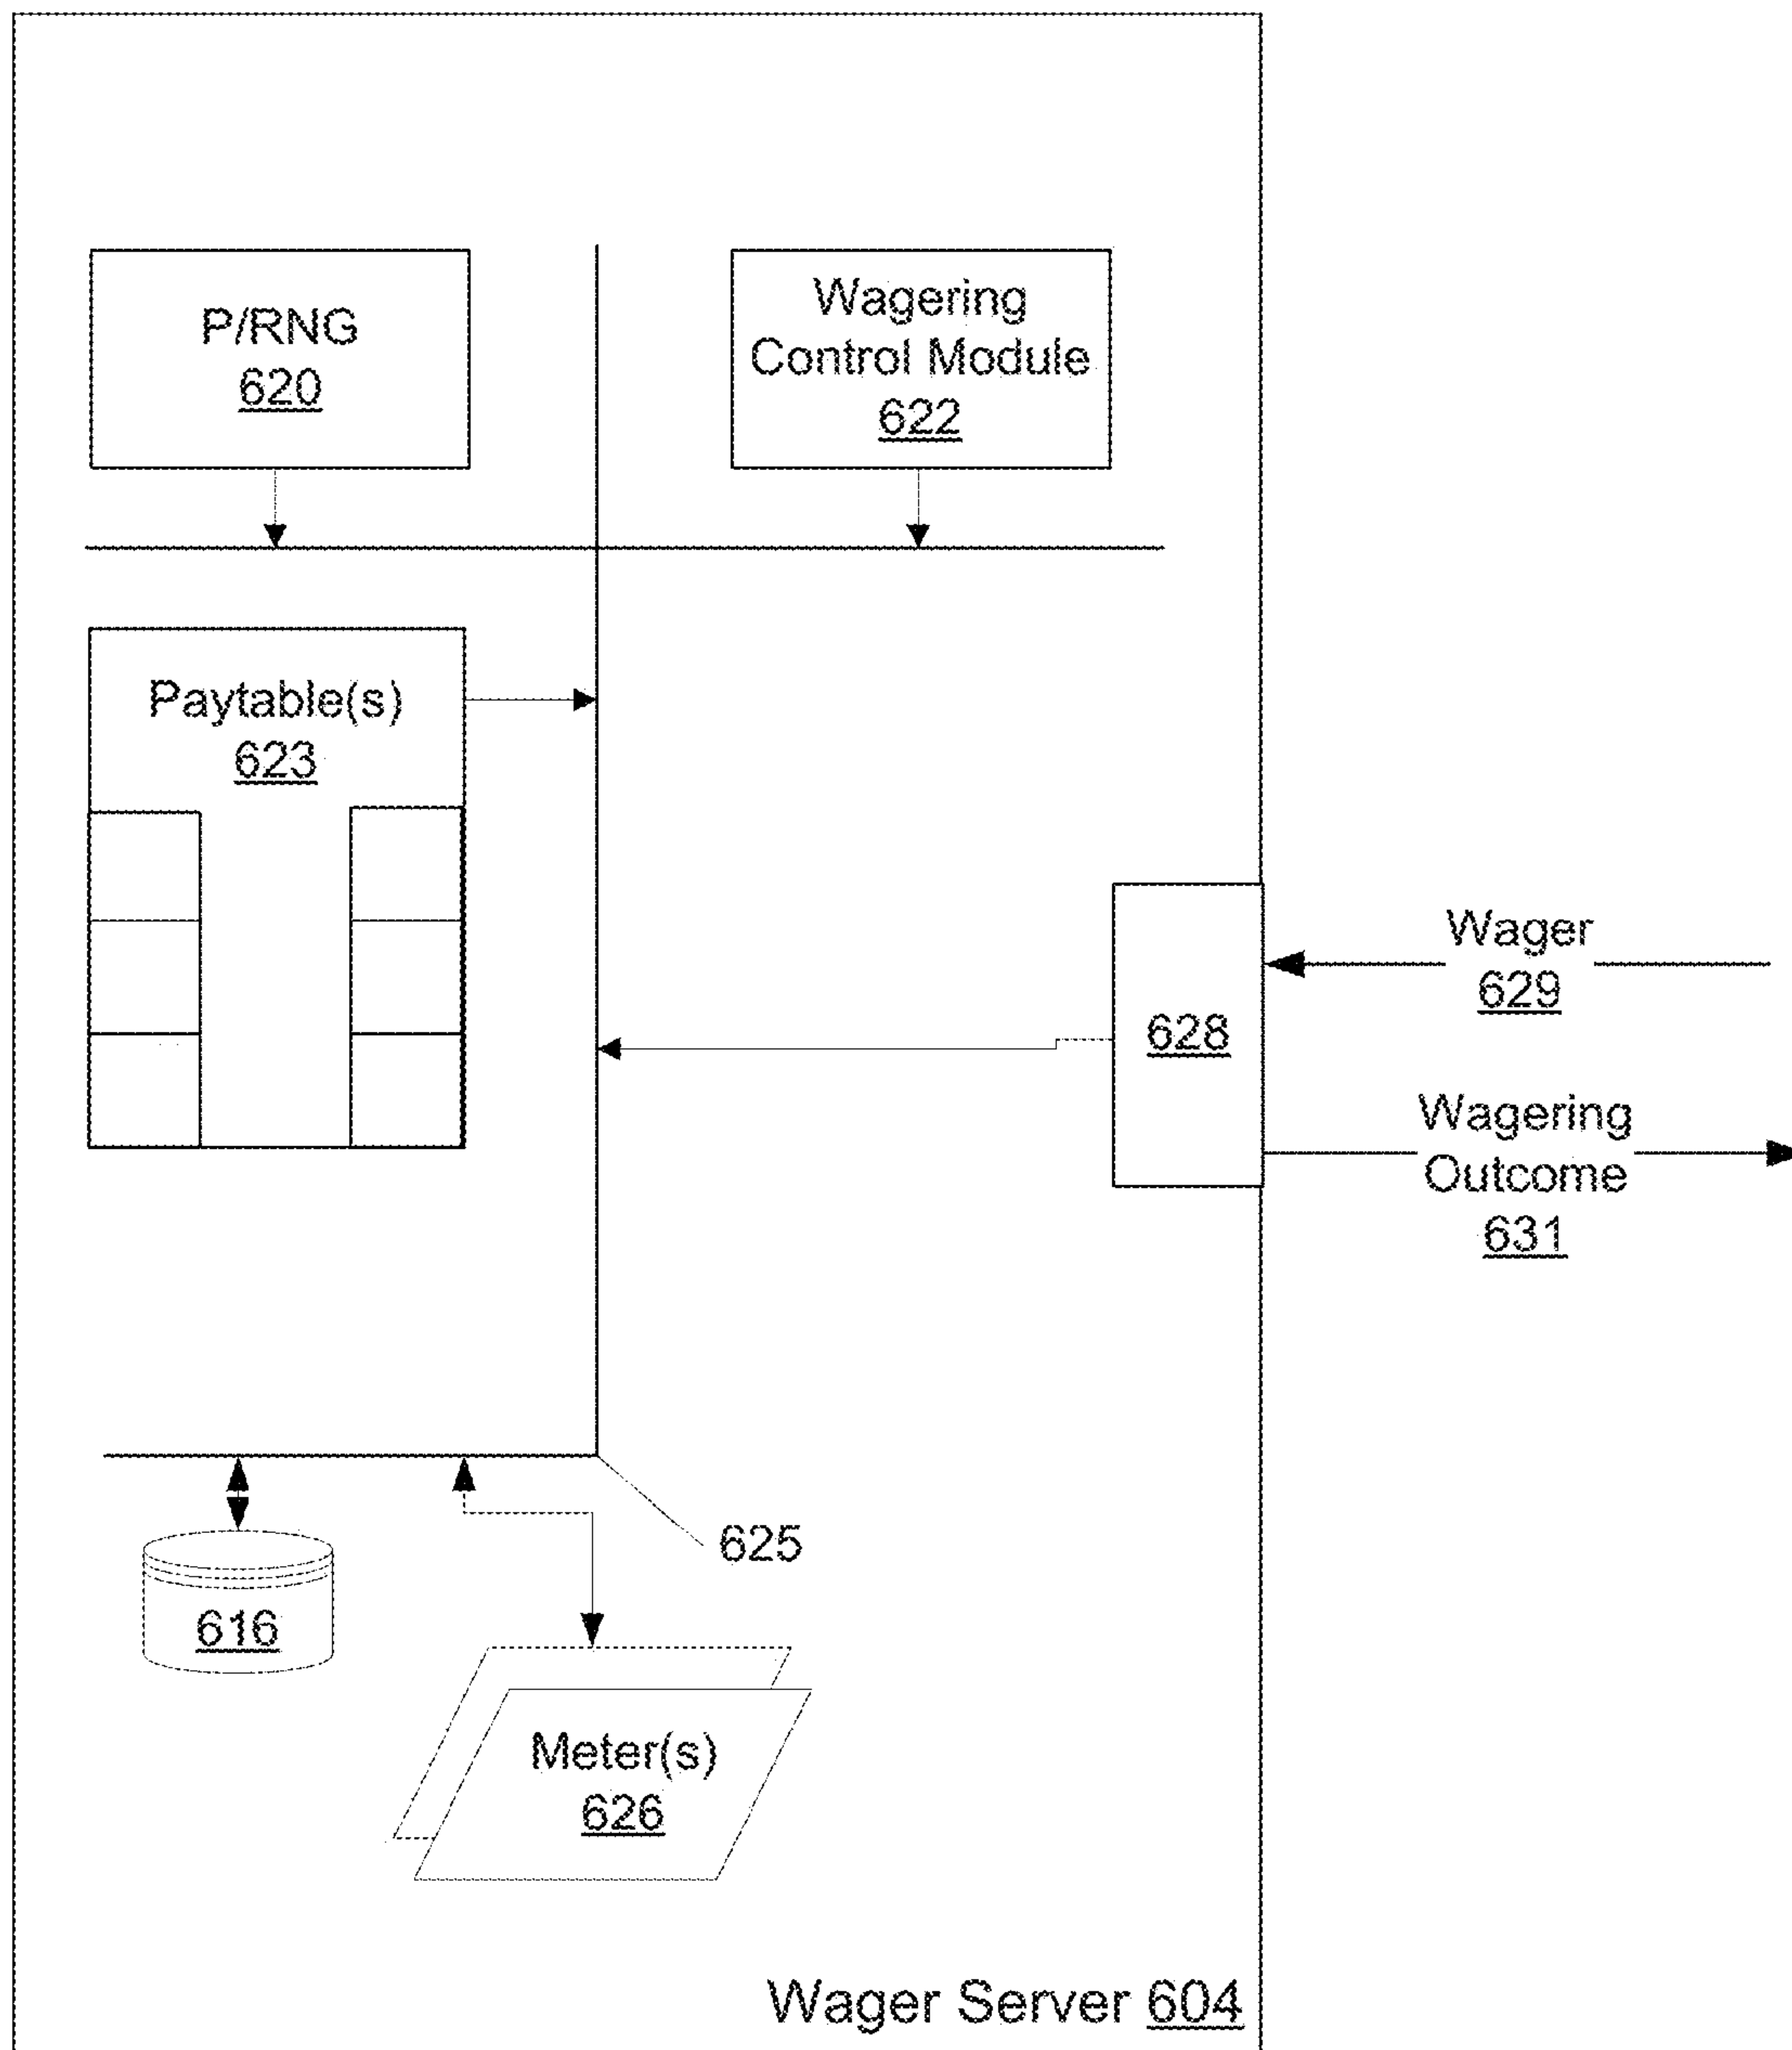 P/RNG
620
Wagering
Control Module
622
Paytable(s)
623
Wager
629
628
Wagering
Outcome
631
625
616
Meter(s)
626
Wager Server 604